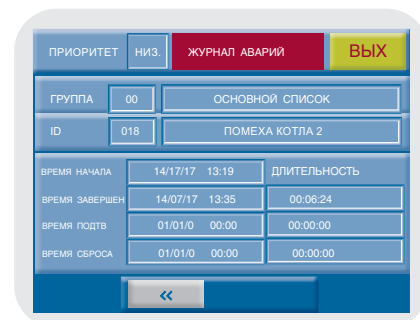 ПРИОРИТЕТ НИЗ. ЖУРНАЛ АВАРИЙ ВЫХ
ГРУППА 00 ОСНОВНОЙ СПИСОК
ID 018 ПОМЕХА КОТЛА 2
ВРЕМЯ НАЧАЛА 14/17/17 13:19 ДЛИТЕЛЬНОСТЬ
ВРЕМЯ ЗАВЕРШЕН 14/07/17 13:35 00:06:24
ВРЕМЯ ПОДТВ 01/01/0 00:00 00:00:00
ВРЕМЯ СБРОСА 01/01/0 00:00 00:00:00
«